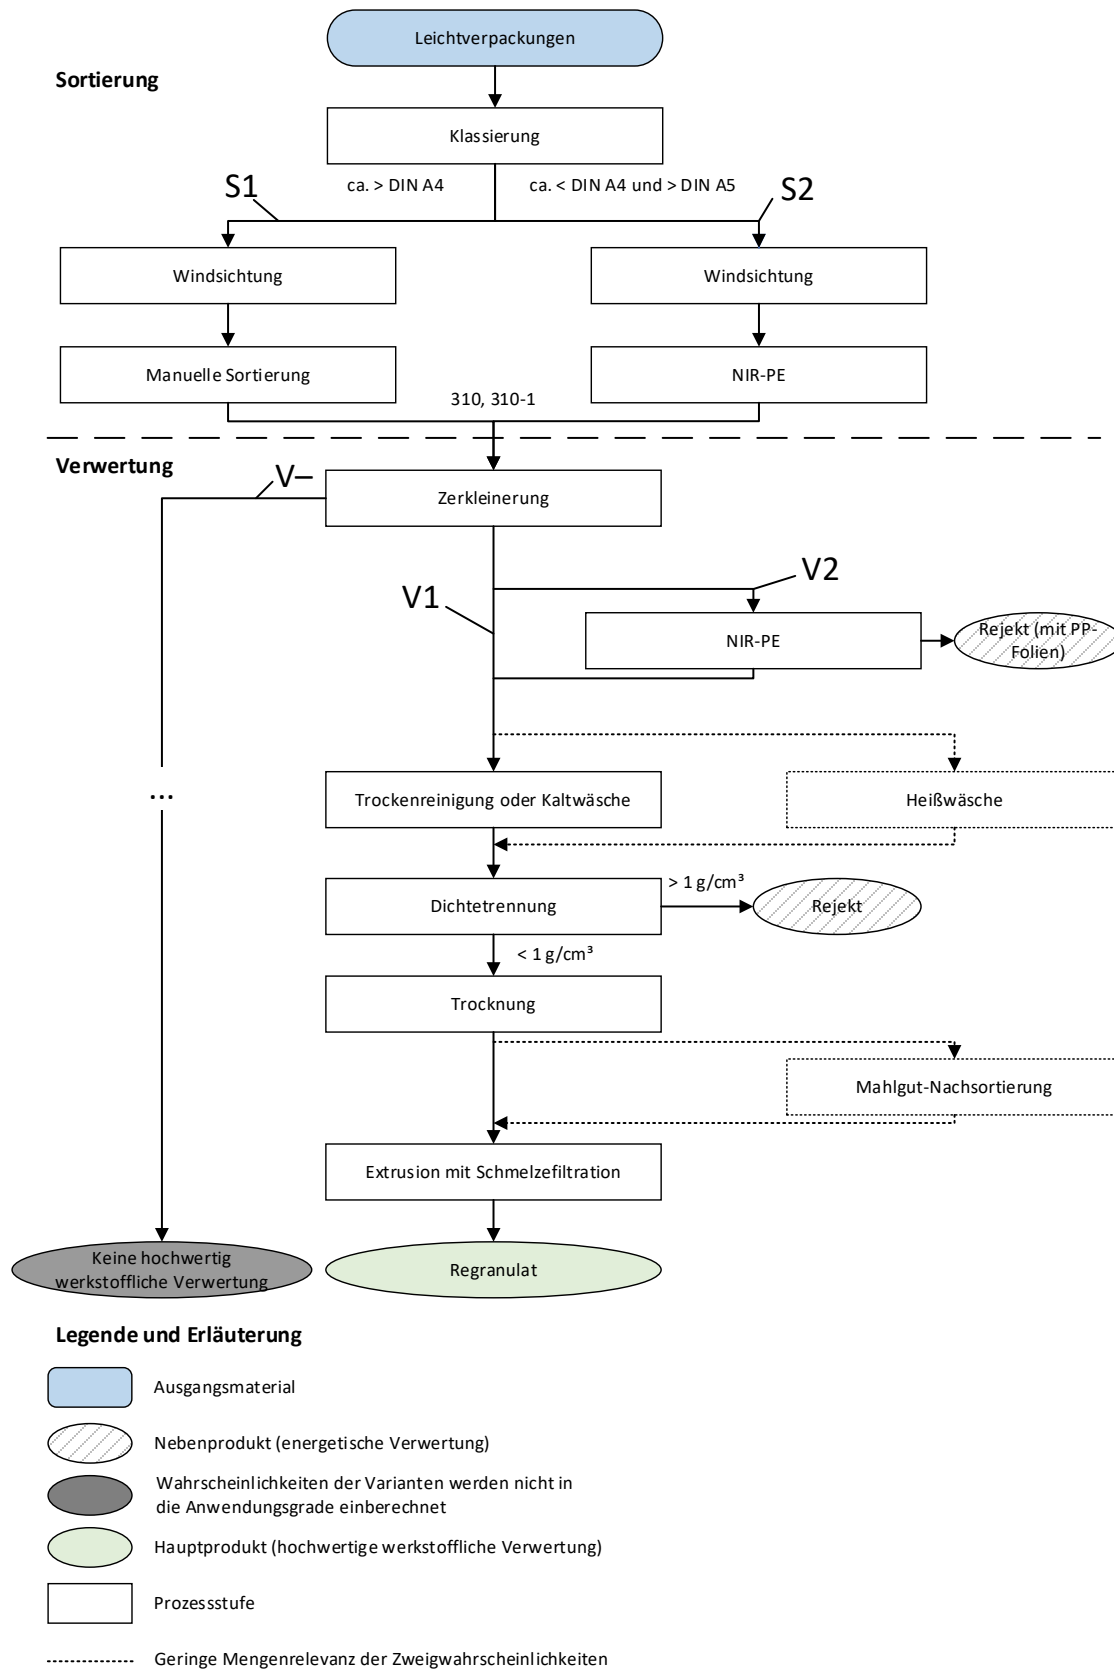 Leichtverpackungen
Sortierung
Klassierung
ca. > DIN A4
ca. < DIN A4 und > DIN A5
S1
S2
Windsichtung
Windsichtung
Manuelle Sortierung
NIR-PE
310, 310-1
Verwertung
V–
Zerkleinerung
V2
V1
NIR-PE
Rejekt (mit PP-
Folien)
...
Trockenreinigung oder Kaltwäsche
Heißwäsche
Dichtetrennung
> 1 g/cm³
Rejekt
< 1 g/cm³
Trocknung
Mahlgut-Nachsortierung
Extrusion mit Schmelzefiltration
Keine hochwertig
werkstoffliche Verwertung
Regranulat
Legende und Erläuterung
Ausgangsmaterial
Nebenprodukt (energetische Verwertung)
Wahrscheinlichkeiten der Varianten werden nicht in
die Anwendungsgrade einberechnet
Hauptprodukt (hochwertige werkstoffliche Verwertung)
Prozessstufe
Geringe Mengenrelevanz der Zweigwahrscheinlichkeiten